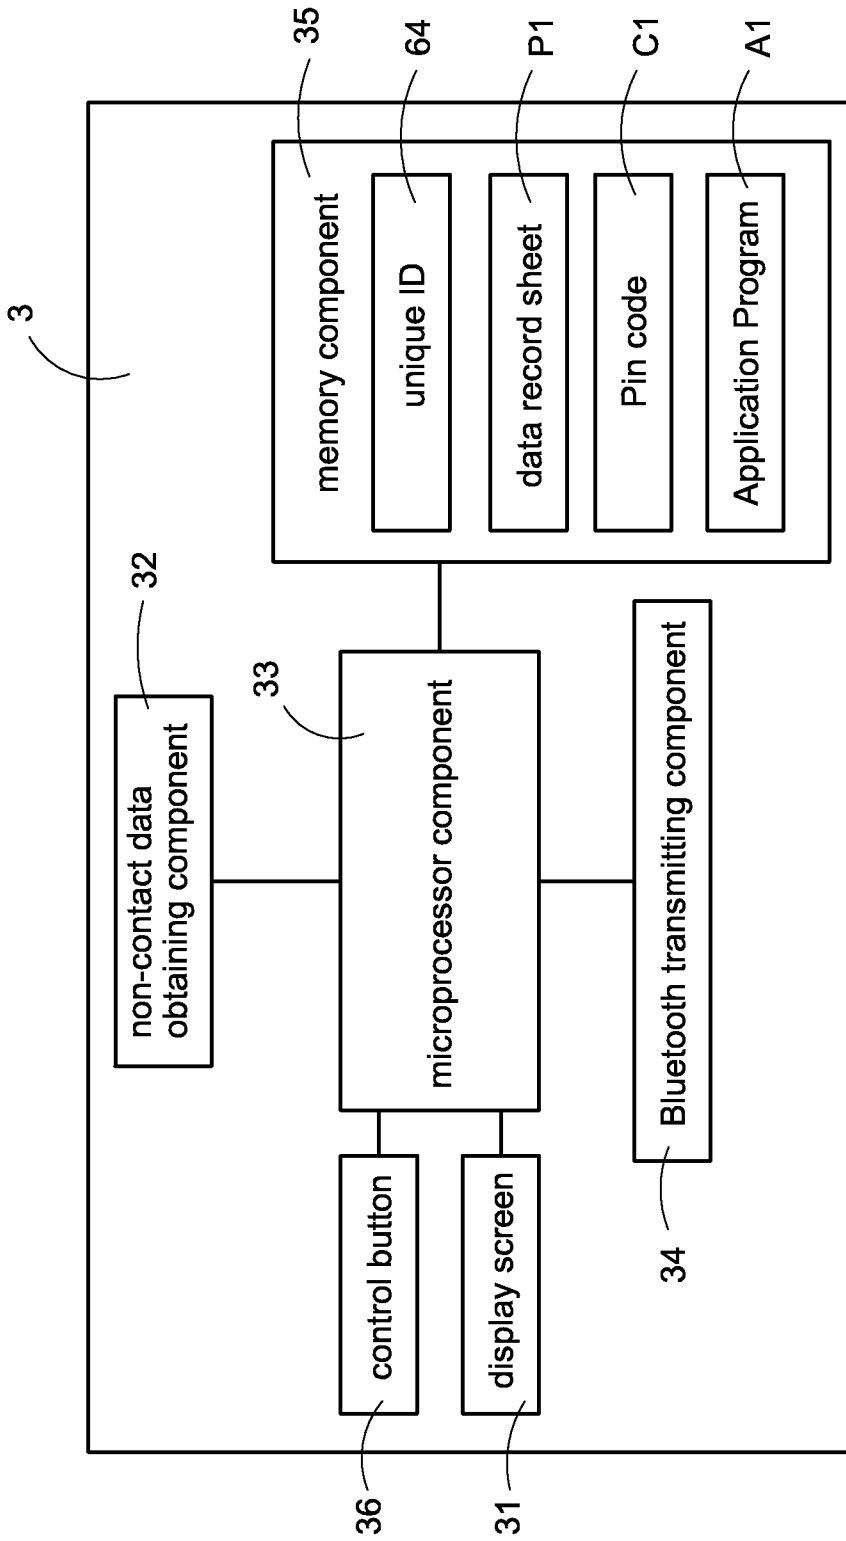 3
non-contact data
obtaining component
32
control button
36
display screen
31
microprocessor component
33
memory component
35
unique ID
64
data record sheet
P1
Pin code
C1
Application Program
A1
Bluetooth transmitting component
34